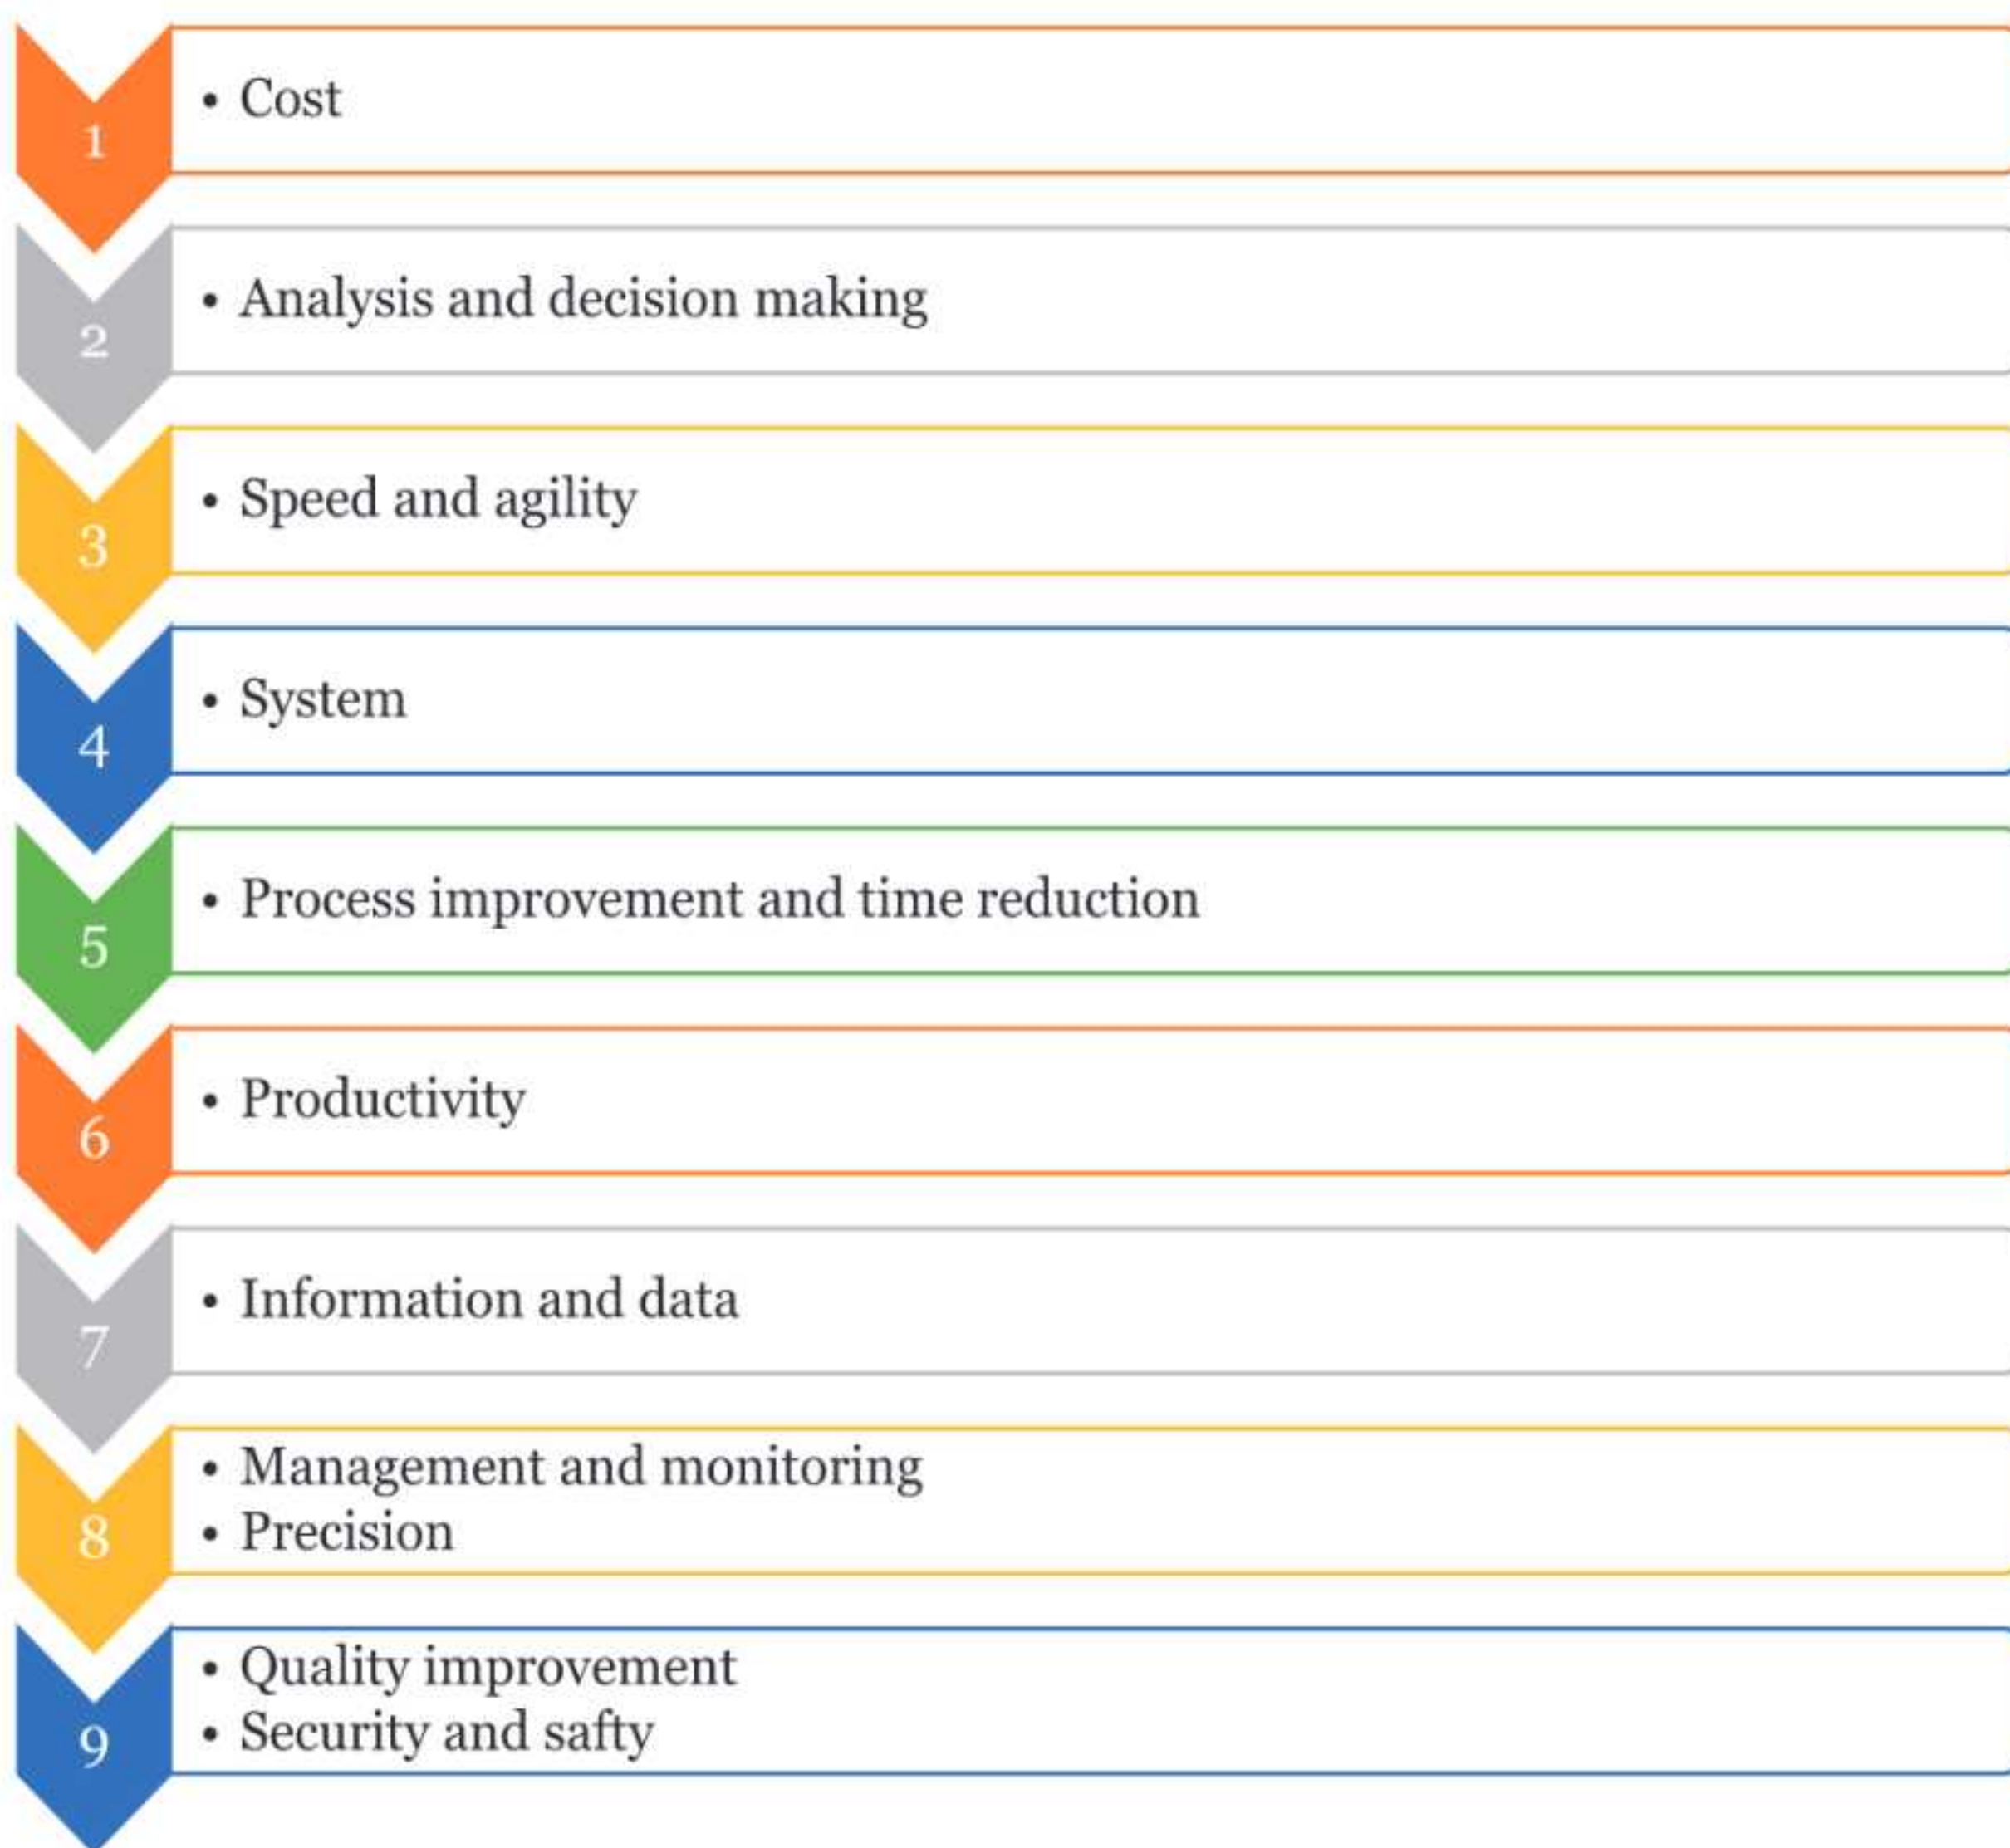 1
• Cost
2
• Analysis and decision making
3
• Speed and agility
4
• System
5
• Process improvement and time reduction
6
• Productivity
7
• Information and data
8
• Management and monitoring
• Precision
9
• Quality improvement
• Security and safty